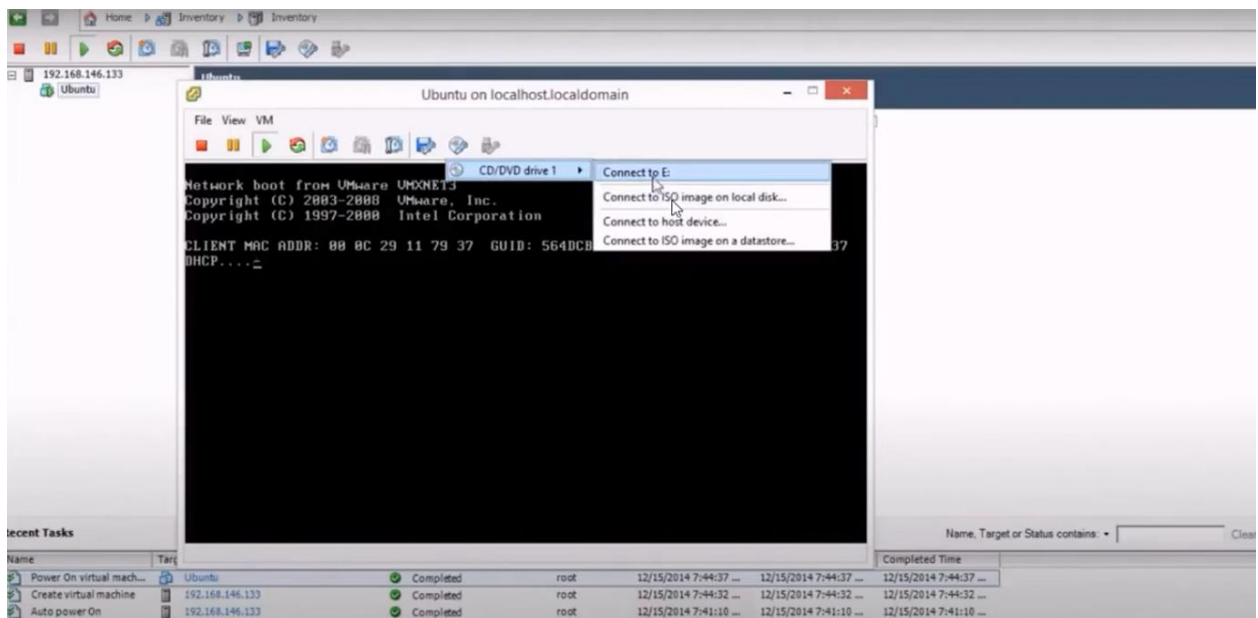 Home Inventory Inventory
192.168.146.133
Ubuntu
Ubuntu
Ubuntu on localhost.localdomain
File View VM
CD/DVD drive 1
Connect to E:
Connect to ISO image on local disk...
Connect to host device...
Connect to ISO image on a datastore...
Network boot from VMware VMXNET3
Copyright (C) 2003-2008 VMware, Inc.
Copyright (C) 1997-2000 Intel Corporation
CLIENT MAC ADDR: 00 0C 29 11 79 37 GUID: 564DCB 37
DHCP....
Recent Tasks
Name, Target or Status contains:
Clear
Name Targ Completed Time
Power On virtual mach... Ubuntu Completed root 12/15/2014 7:44:37 ... 12/15/2014 7:44:37 ... 12/15/2014 7:44:37 ...
Create virtual machine 192.168.146.133 Completed root 12/15/2014 7:44:32 ... 12/15/2014 7:44:32 ... 12/15/2014 7:44:32 ...
Auto power On 192.168.146.133 Completed root 12/15/2014 7:41:10 ... 12/15/2014 7:41:10 ... 12/15/2014 7:41:10 ...